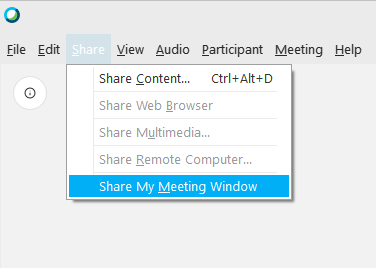 File Edit Share View Audio Participant Meeting Help
Share Content... Ctrl+Alt+D
Share Web Browser
Share Multimedia...
Share Remote Computer...
Share My Meeting Window